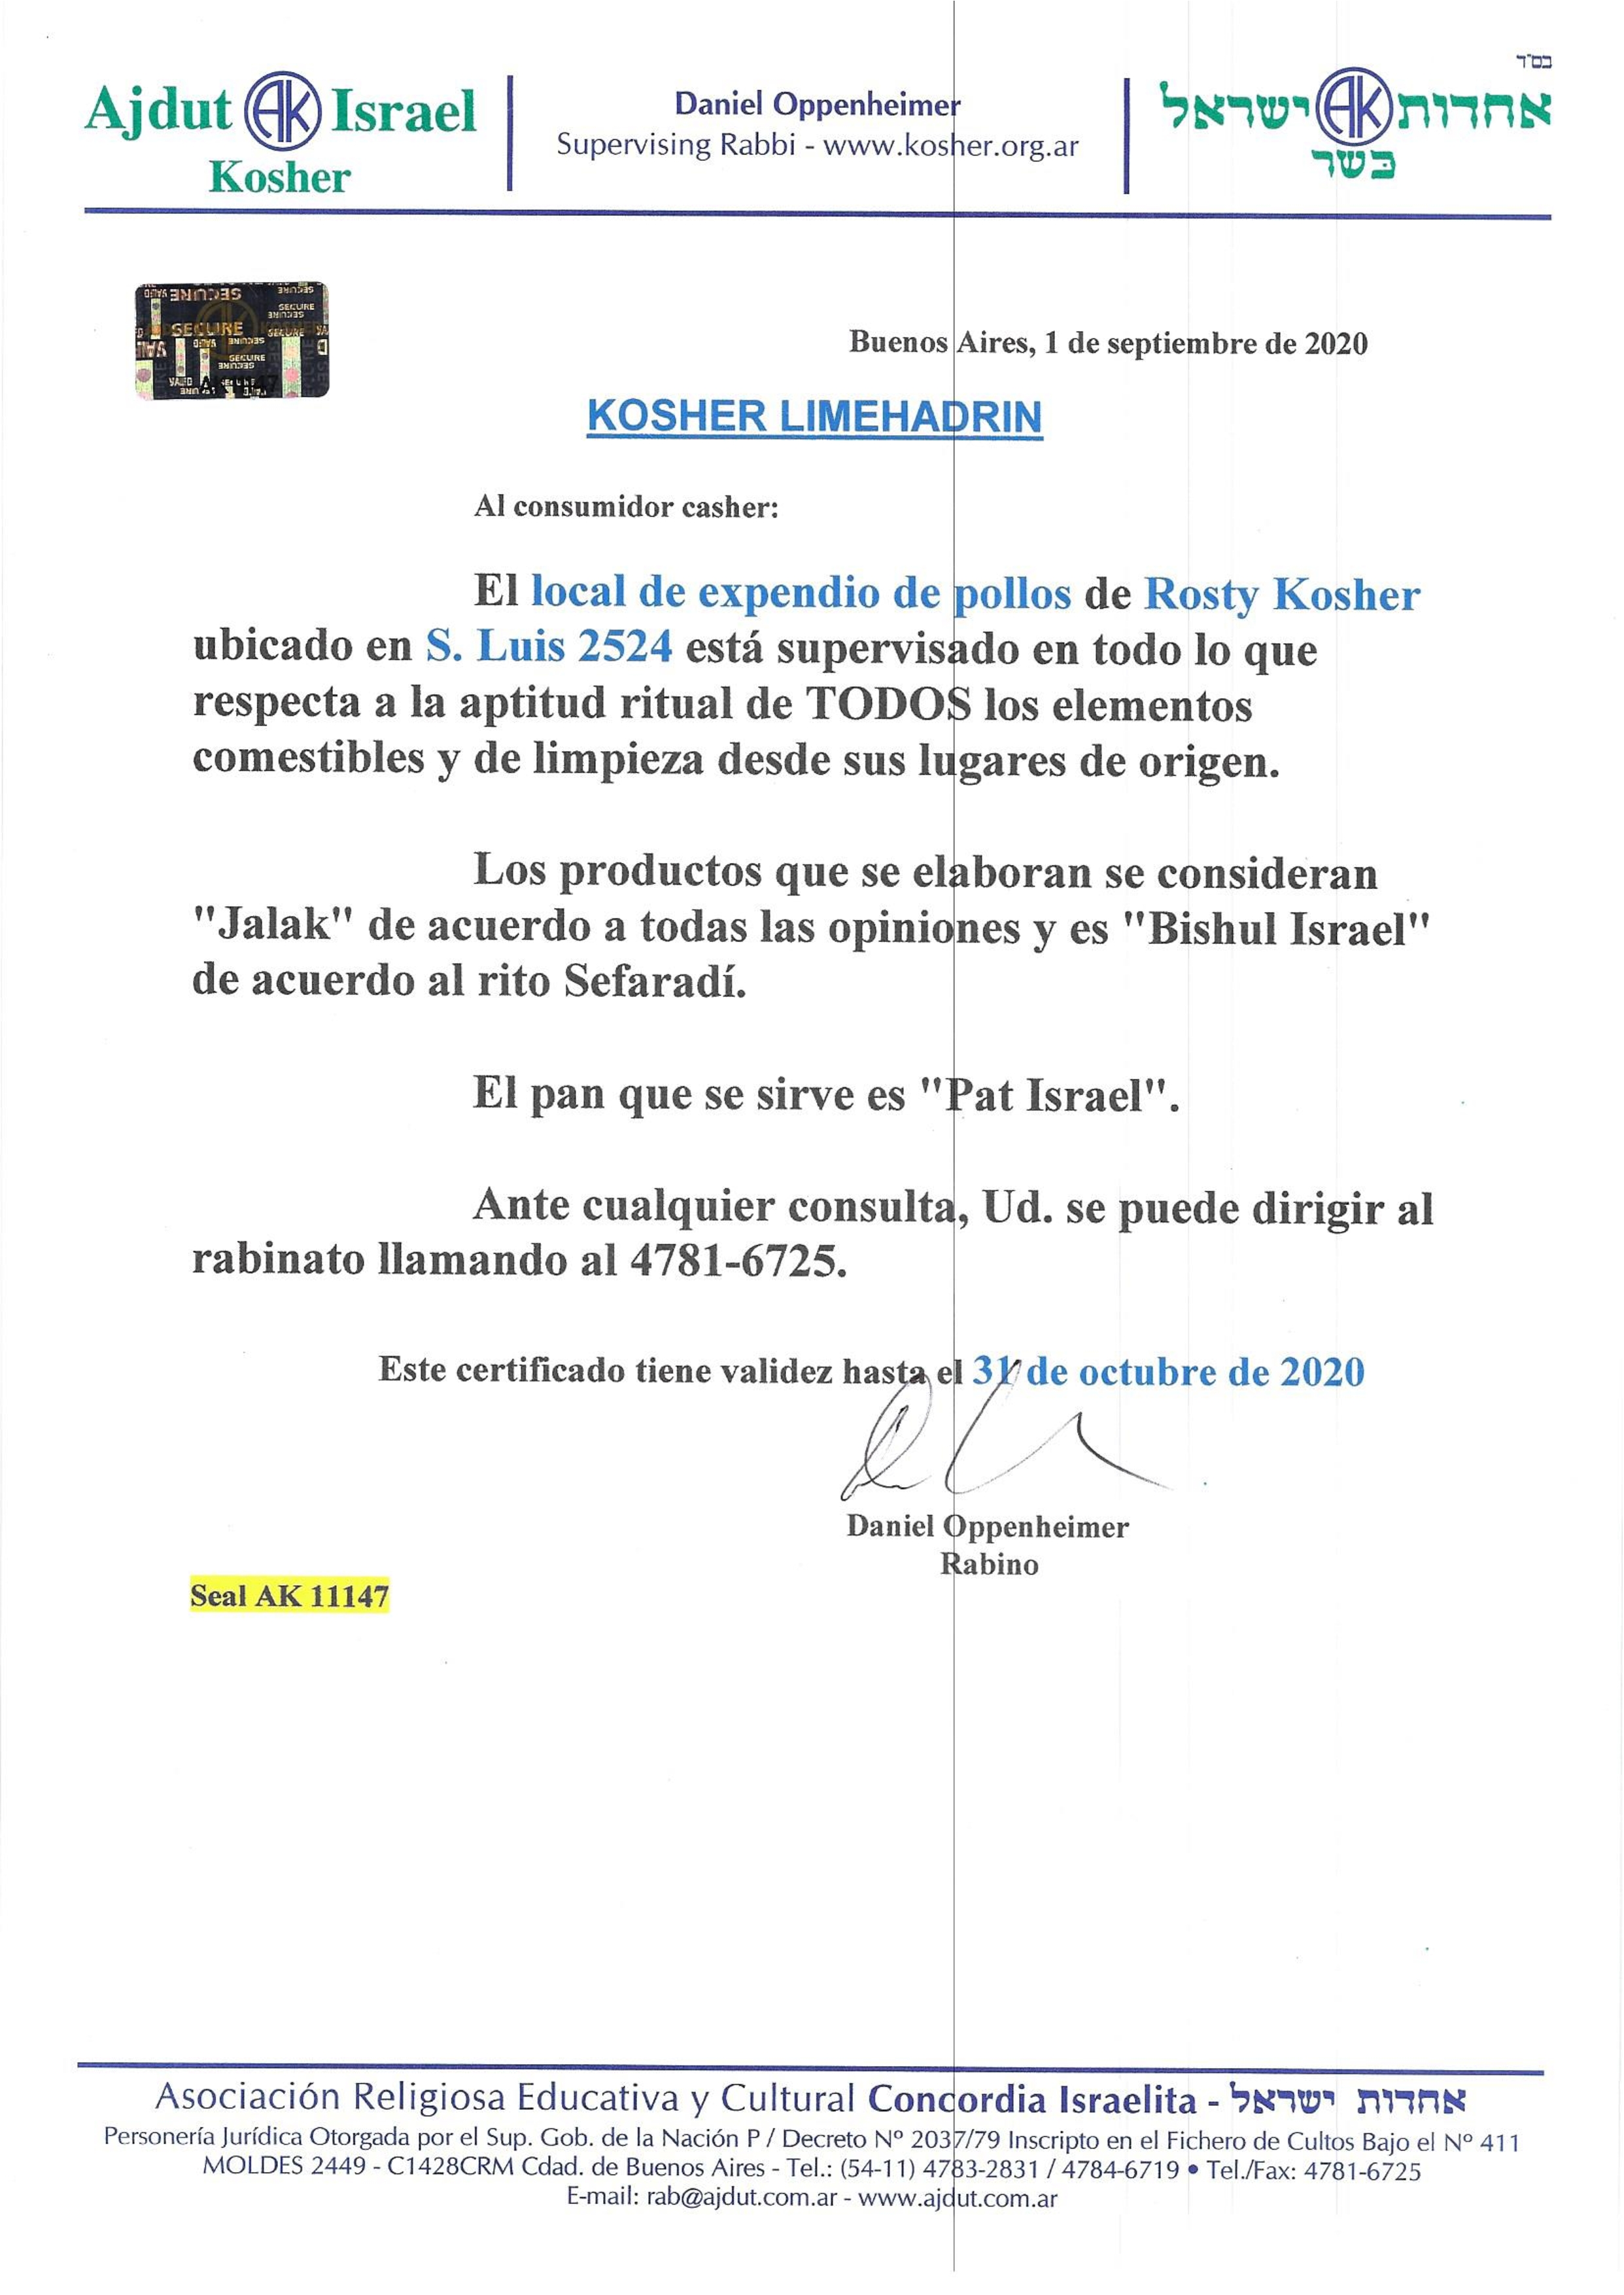 בס"ד
Ajdut AK Israel
Kosher
Daniel Oppenheimer
Supervising Rabbi - www.kosher.org.ar
אחדות AK ישראל
כשר
SECURE
SECURE
SECURE
Buenos Aires, 1 de septiembre de 2020
KOSHER LIMEHADRIN
Al consumidor casher:
El local de expendio de pollos de Rosty Kosher
ubicado en S. Luis 2524 está supervisado en todo lo que
respecta a la aptitud ritual de TODOS los elementos
comestibles y de limpieza desde sus lugares de origen.
Los productos que se elaboran se consideran
"Jalak" de acuerdo a todas las opiniones y es "Bishul Israel"
de acuerdo al rito Sefaradí.
El pan que se sirve es "Pat Israel".
Ante cualquier consulta, Ud. se puede dirigir al
rabinato llamando al 4781-6725.
Este certificado tiene validez hasta el 31 de octubre de 2020
Daniel Oppenheimer
Rabino
Seal AK 11147
Asociación Religiosa Educativa y Cultural Concordia Israelita - אחדות ישראל
Personería Jurídica Otorgada por el Sup. Gob. de la Nación P / Decreto Nº 2037/79 Inscripto en el Fichero de Cultos Bajo el Nº 411
MOLDES 2449 - C1428CRM Cdad. de Buenos Aires - Tel.: (54-11) 4783-2831 / 4784-6719 • Tel./Fax: 4781-6725
E-mail: rab@ajdut.com.ar - www.ajdut.com.ar